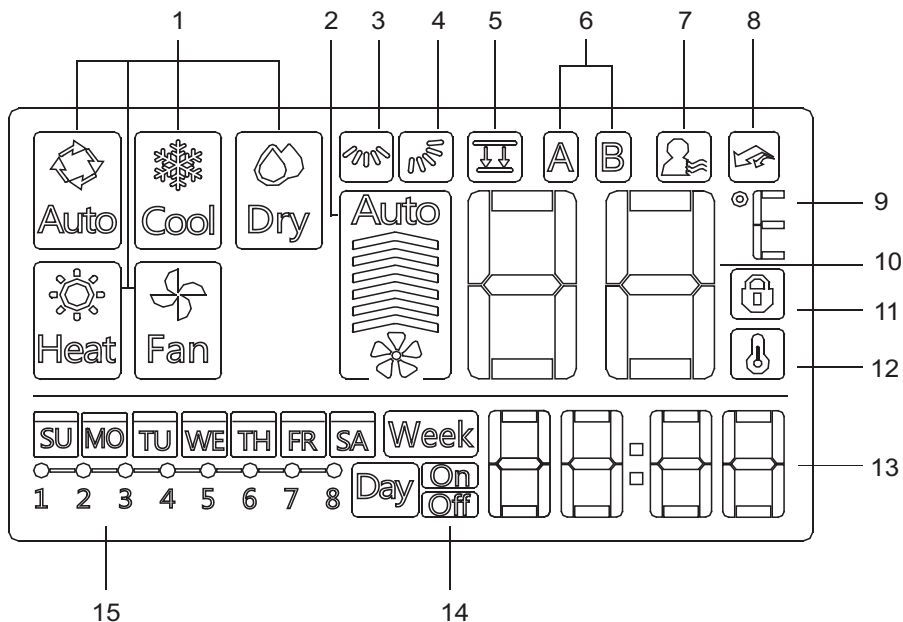 1 2 3 4 5 6 7 8
A B
Auto Cool Dry Auto
°E 9
10
11
Heat Fan
12
SU MO TU WE TH FR SA Week 88:88
13
1 2 3 4 5 6 7 8 Day On
Off
15 14